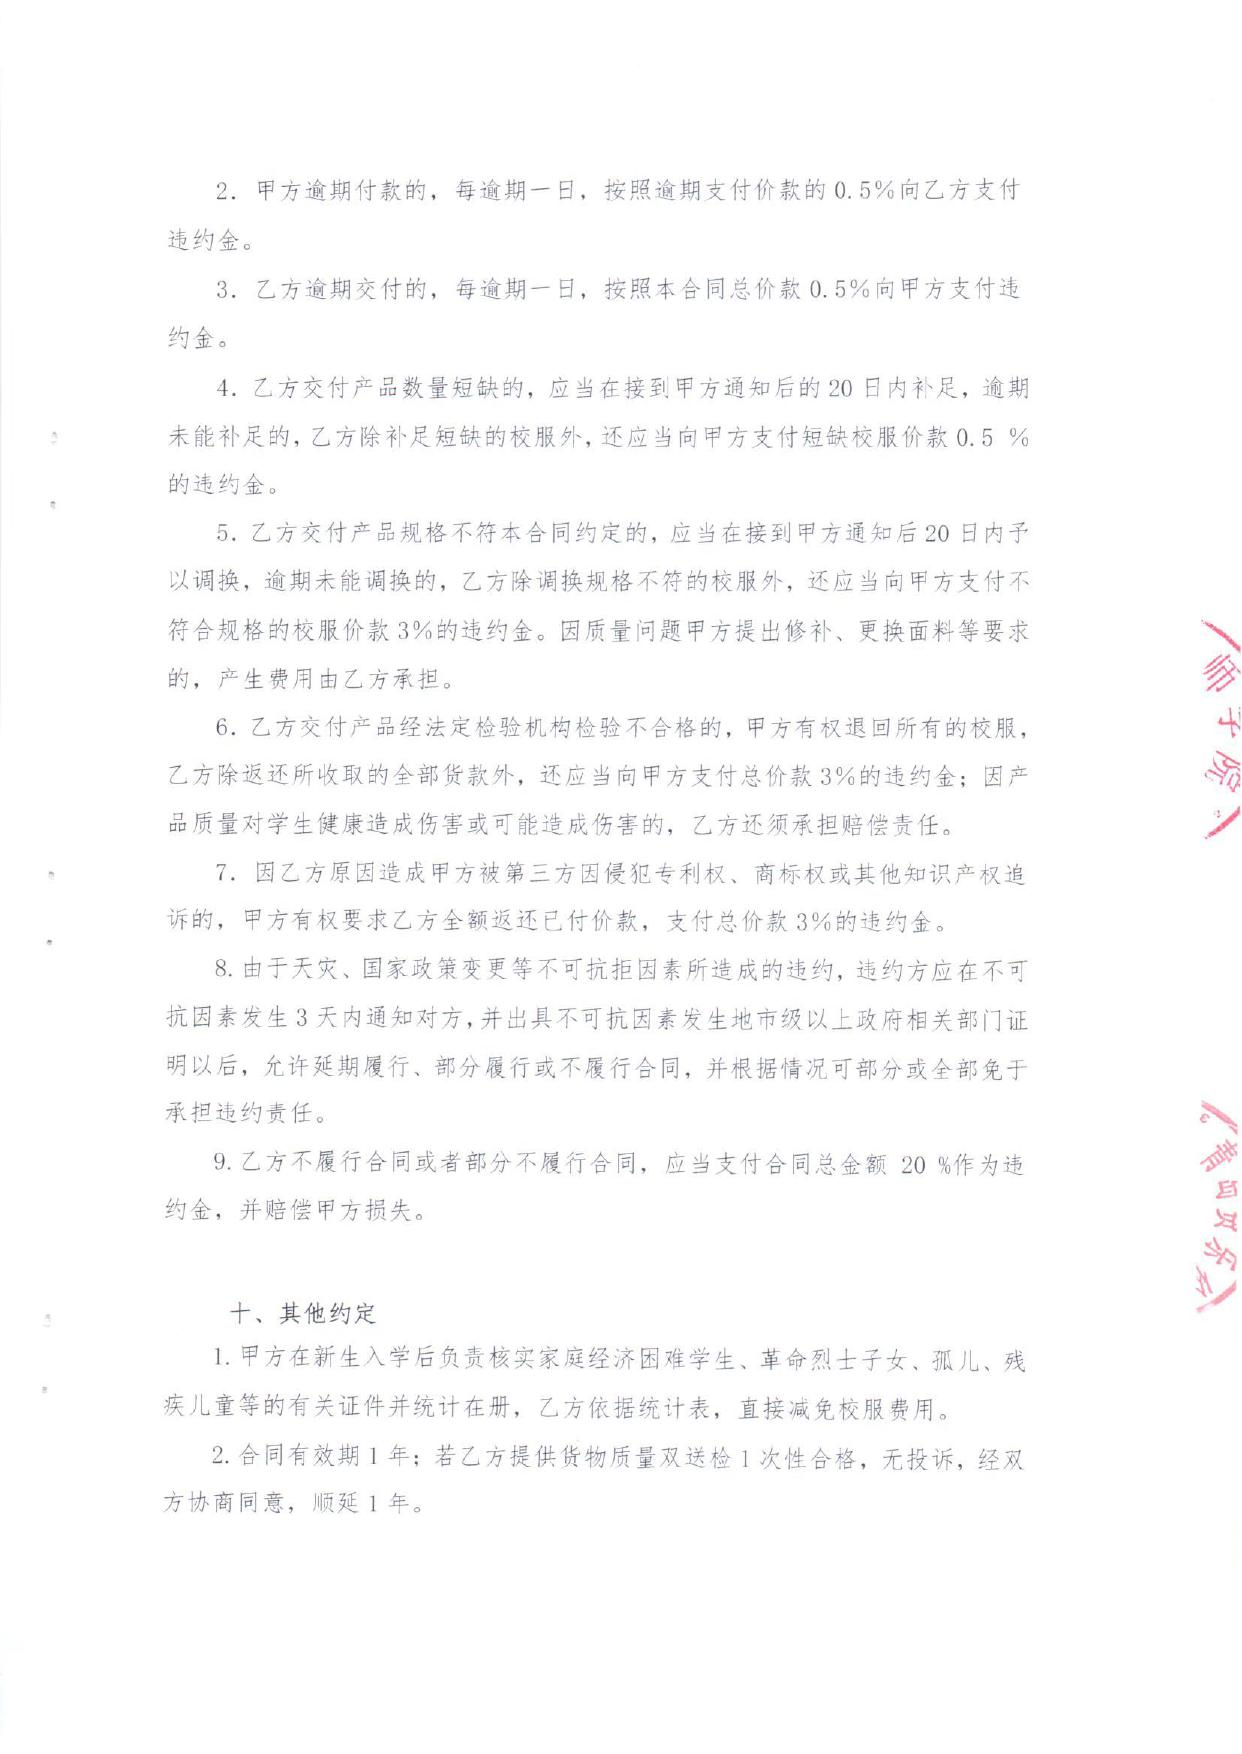 2. 甲方逾期付款的，每逾期一日，按照逾期支付价款的0.5%向乙方支付
违约金。
3. 乙方逾期交付的，每逾期一日，按照本合同总价款0.5%向甲方支付违
约金。
4. 乙方交付产品数量短缺的，应当在接到甲方通知后的20日内补足，逾期
未能补足的，乙方除补足短缺的校服外，还应当向甲方支付短缺校服价款0.5 %
的违约金。
5. 乙方交付产品规格不符本合同约定的，应当在接到甲方通知后20日内予
以调换，逾期未能调换的，乙方除调换规格不符的校服外，还应当向甲方支付不
符合规格的校服价款3%的违约金。因质量问题甲方提出修补、更换面料等要求
的，产生费用由乙方承担。
6. 乙方交付产品经法定检验机构检验不合格的，甲方有权退回所有的校服，
乙方除返还所收取的全部货款外，还应当向甲方支付总价款3%的违约金；因产
品质量对学生健康造成伤害或可能造成伤害的，乙方还须承担赔偿责任。
7. 因乙方原因造成甲方被第三方因侵犯专利权、商标权或其他知识产权追
诉的，甲方有权要求乙方全额返还已付价款，支付总价款3%的违约金。
8. 由于天灾、国家政策变更等不可抗拒因素所造成的违约，违约方应在不可
抗因素发生3天内通知对方，并出具不可抗因素发生地市级以上政府相关部门证
明以后，允许延期履行、部分履行或不履行合同，并根据情况可部分或全部免于
承担违约责任。
9. 乙方不履行合同或者部分不履行合同，应当支付合同总金额 20 %作为违
约金，并赔偿甲方损失。
十、其他约定
1. 甲方在新生入学后负责核实家庭经济困难学生、革命烈士子女、孤儿、残
疾儿童等的有关证件并统计在册，乙方依据统计表，直接减免校服费用。
2. 合同有效期1年；若乙方提供货物质量双送检1次性合格，无投诉，经双
方协商同意，顺延1年。